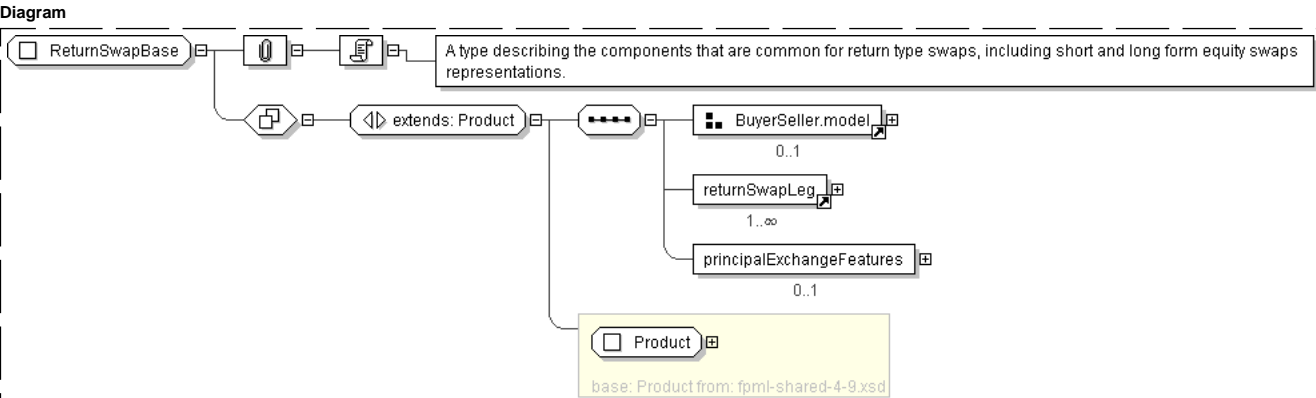 Diagram
ReturnSwapBase
A type describing the components that are common for return type swaps, including short and long form equity swaps
representations.
extends: Product
BuyerSeller.model
0..1
returnSwapLeg
1..∞
principalExchangeFeatures
0..1
Product
base: Product from: fpml-shared-4-9.xsd